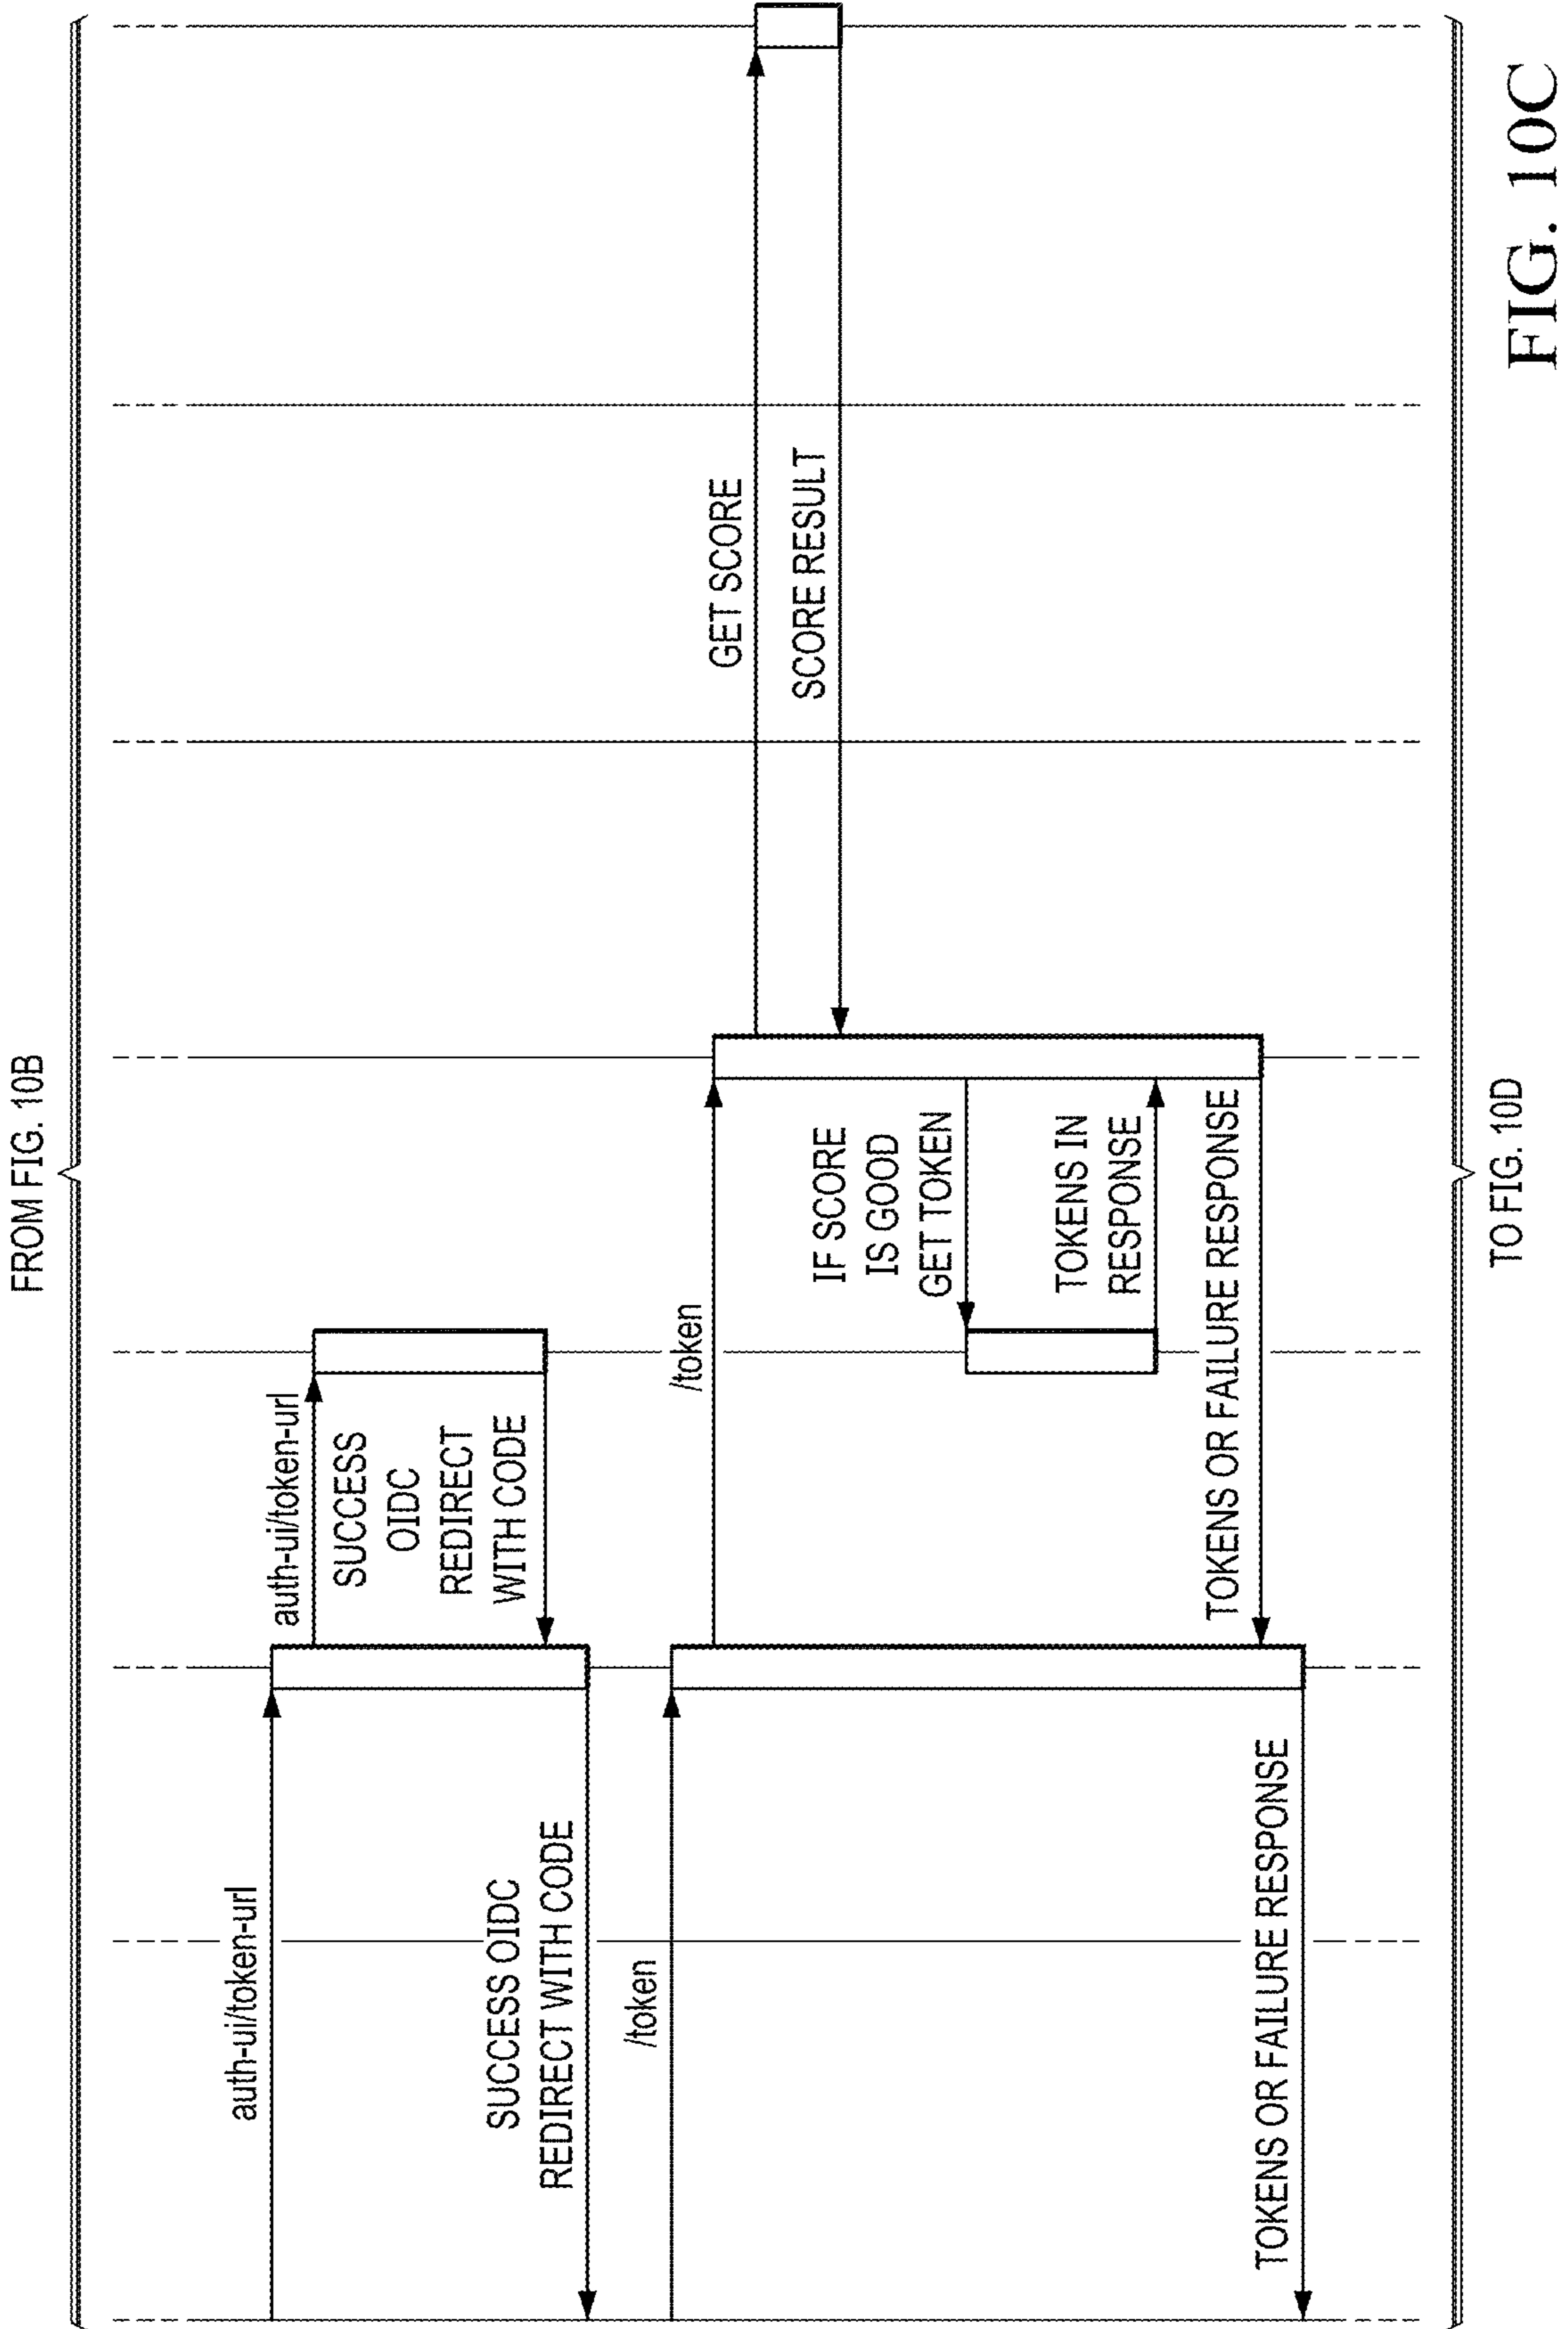 FROM FIG. 10B
auth-ui/token-url
auth-ui/token-url
SUCCESS
OIDC
REDIRECT
WITH CODE
SUCCESS OIDC
REDIRECT WITH CODE
/token
/token
GET SCORE
SCORE RESULT
IF SCORE
IS GOOD
GET TOKEN
TOKENS IN
RESPONSE
TOKENS OR FAILURE RESPONSE
TOKENS OR FAILURE RESPONSE
TO FIG. 10D
FIG. 10C